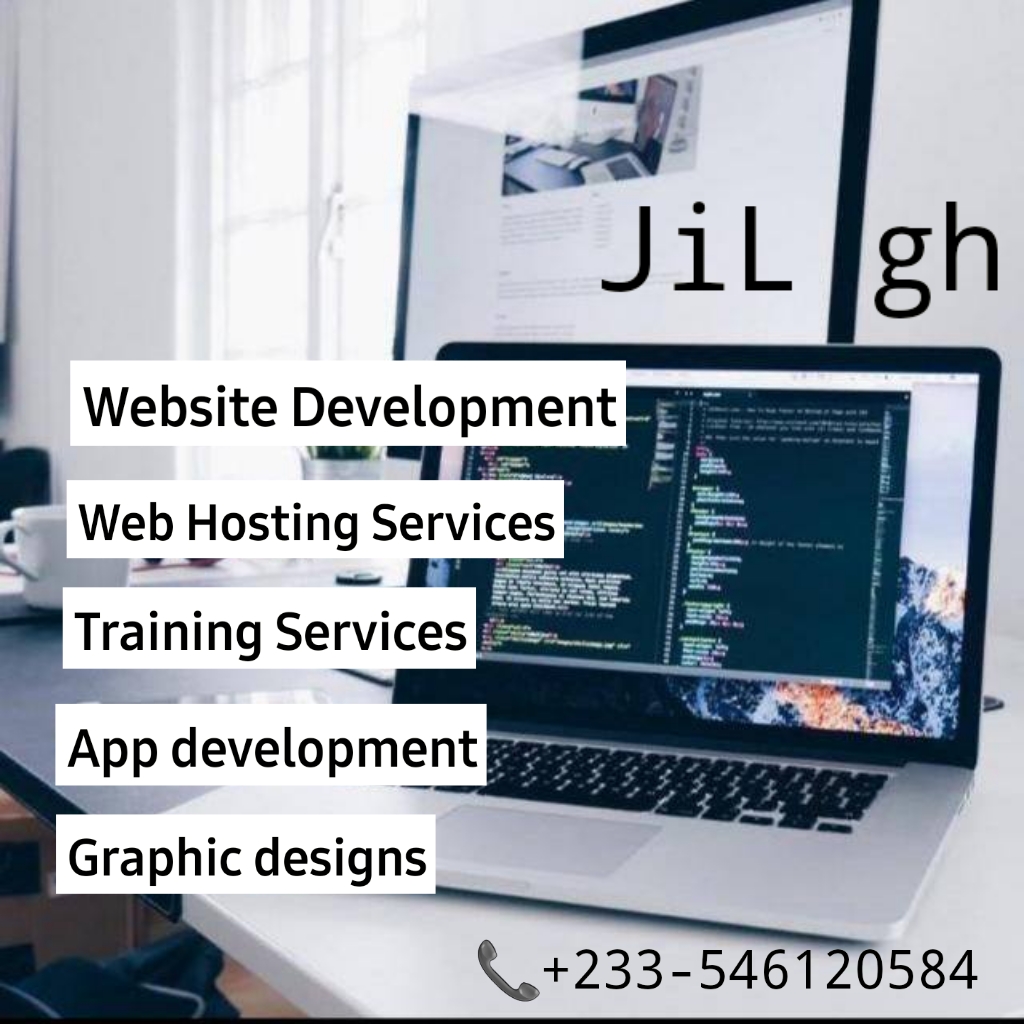 JiL gh
Website Development
Web Hosting Services
Training Services
App development
Graphic designs
+233-546120584